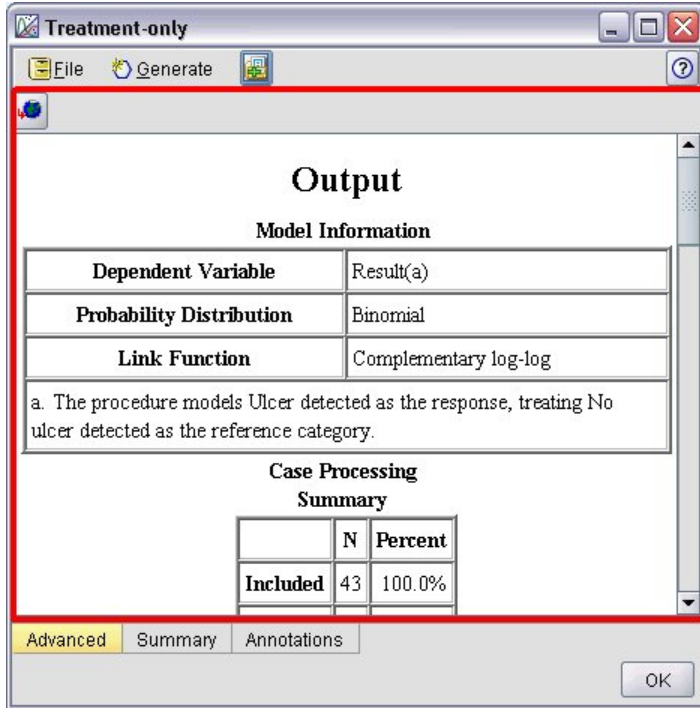 Treatment-only
File Generate
Output
Model Information
Dependent Variable Result(a)
Probability Distribution Binomial
Link Function Complementary log-log
a. The procedure models Ulcer detected as the response, treating No
ulcer detected as the reference category.
Case Processing
Summary
N Percent
Included 43 100.0%
Advanced Summary Annotations
OK